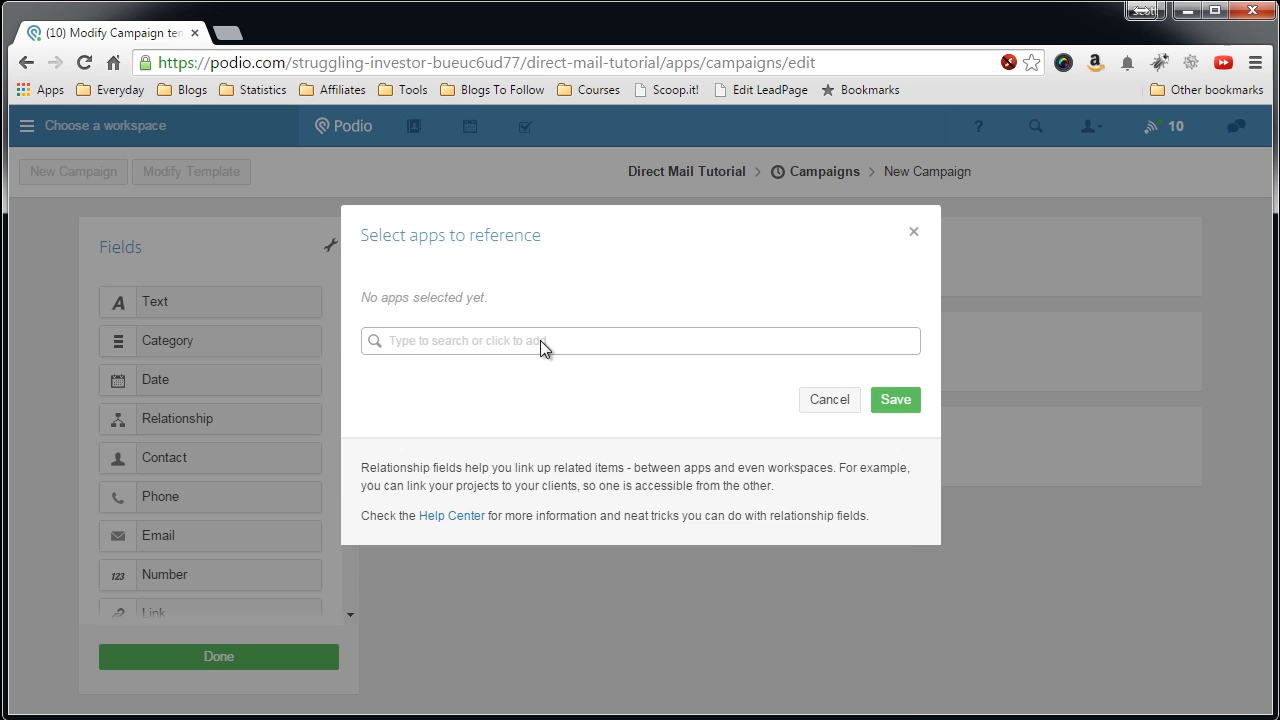 (10) Modify Campaign ten
https://podio.com/struggling-investor-bueuc6ud77/direct-mail-tutorial/apps/campaigns/edit
Apps Everyday Blogs Statistics Affiliates Tools Blogs To Follow Courses Scoop.it! Edit LeadPage Bookmarks Other bookmarks
Choose a workspace Podio ? 10
New Campaign Modify Template Direct Mail Tutorial > Campaigns > New Campaign
Fields
Select apps to reference
No apps selected yet.
Type to search or click to ad
Cancel Save
Relationship fields help you link up related items - between apps and even workspaces. For example,
you can link your projects to your clients, so one is accessible from the other.
Check the Help Center for more information and neat tricks you can do with relationship fields.
A Text
Category
Date
Relationship
Contact
Phone
Email
123 Number
Link
Done